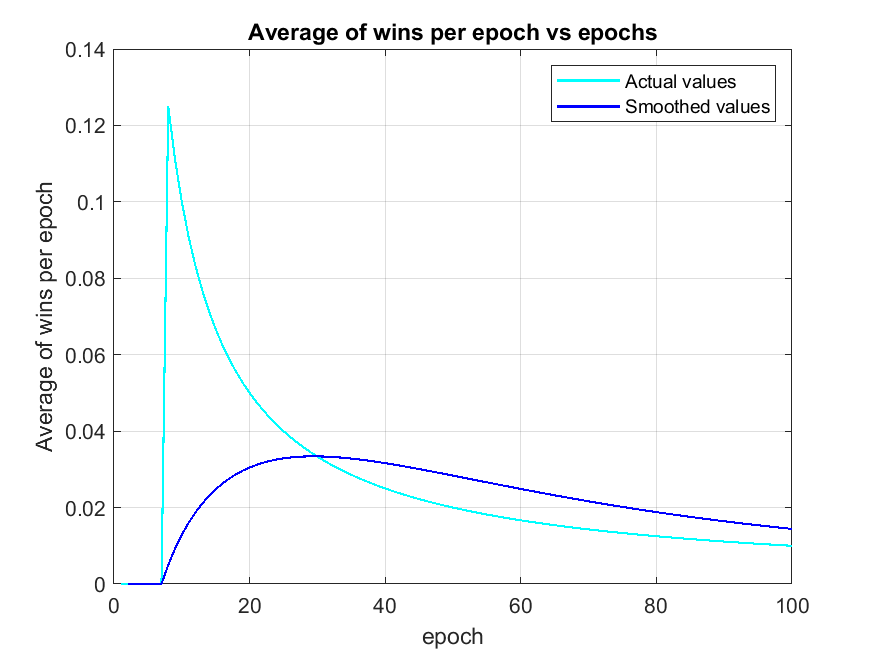 Average of wins per epoch vs epochs
Actual values
Smoothed values
Average of wins per epoch
0.14
0.12
0.1
0.08
0.06
0.04
0.02
0
0 20 40 60 80 100
epoch